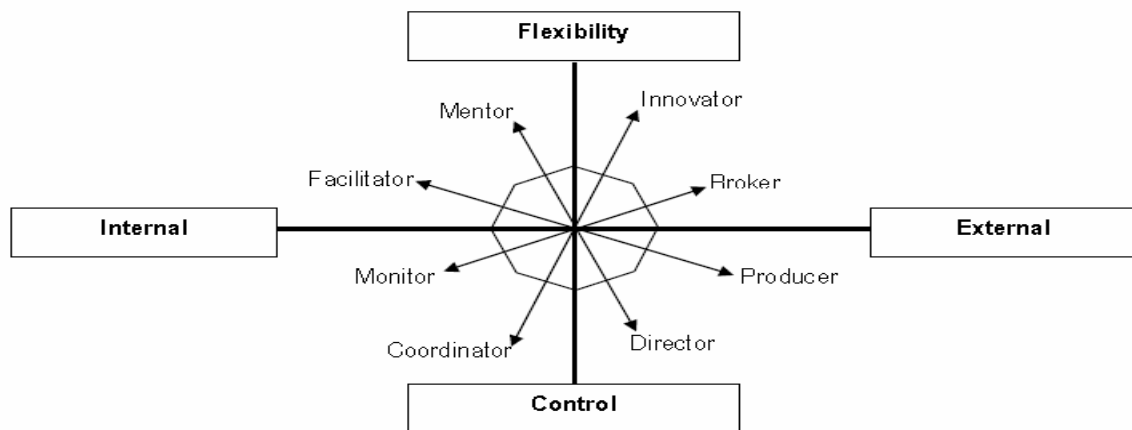 Flexibility
Innovator
Mentor
Facilitator
Broker
Internal
External
Monitor
Producer
Director
Coordinator
Control